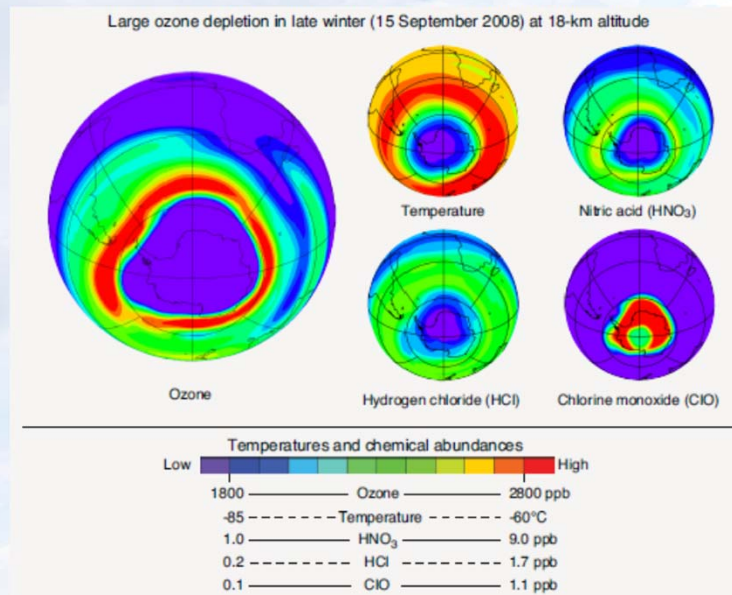 Large ozone depletion in late winter (15 September 2008) at 18-km altitude
Temperature
Nitric acid (HNO₃)
Ozone
Hydrogen chloride (HCl)
Chlorine monoxide (ClO)
Temperatures and chemical abundances
Low High
1800 Ozone 2800 ppb
-85 Temperature -60°C
1.0 HNO₃ 9.0 ppb
0.2 HCl 1.7 ppb
0.1 ClO 1.1 ppb